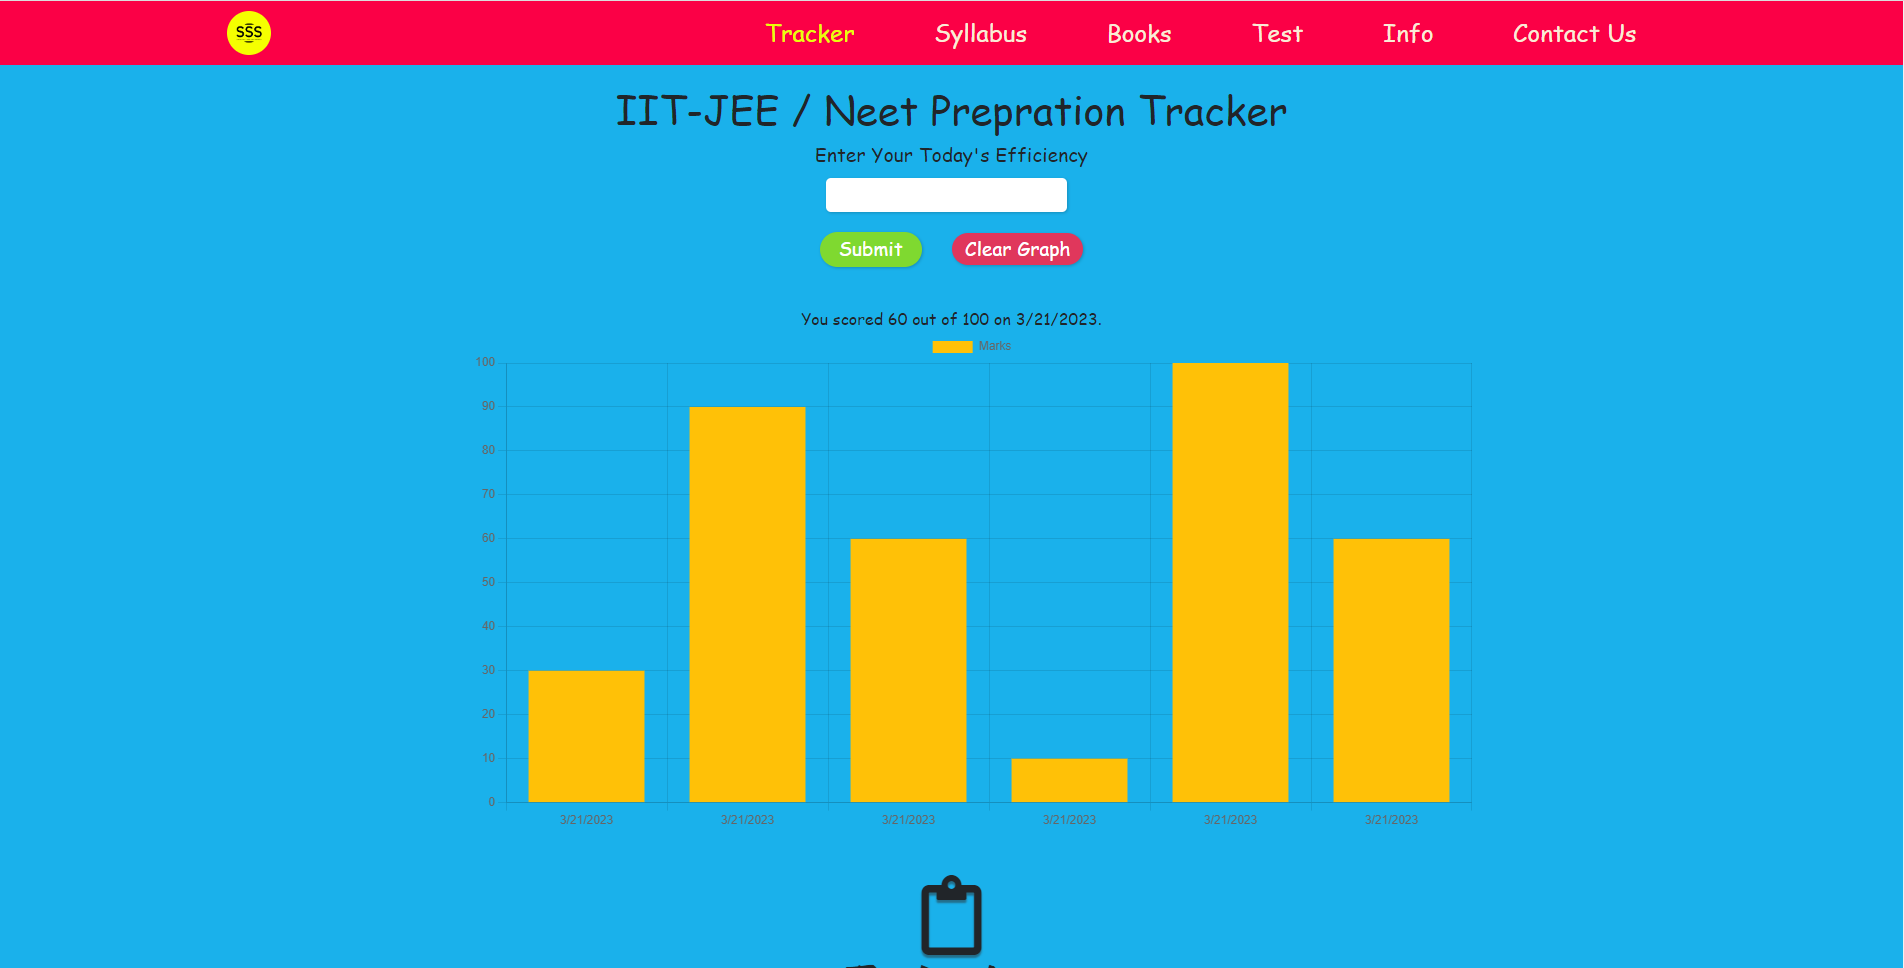 SSS
Tracker Syllabus Books Test Info Contact Us
IIT-JEE / Neet Prepration Tracker
Enter Your Today's Efficiency
Submit Clear Graph
You scored 60 out of 100 on 3/21/2023.
Marks
100
90
80
70
60
50
40
30
20
10
0
3/21/2023 3/21/2023 3/21/2023 3/21/2023 3/21/2023 3/21/2023